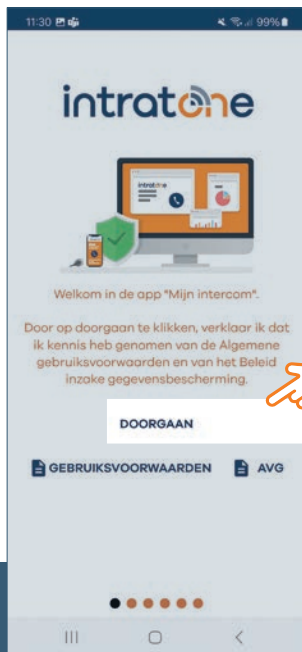 11:30 99%
intratone
intratone
Welkom in de app "Mijn intercom".
Door op doorgaan te klikken, verklaar ik dat
ik kennis heb genomen van de Algemene
gebruiksvoorwaarden en van het Beleid
inzake gegevensbescherming.
DOORGAAN
GEBRUIKSVOORWAARDEN AVG